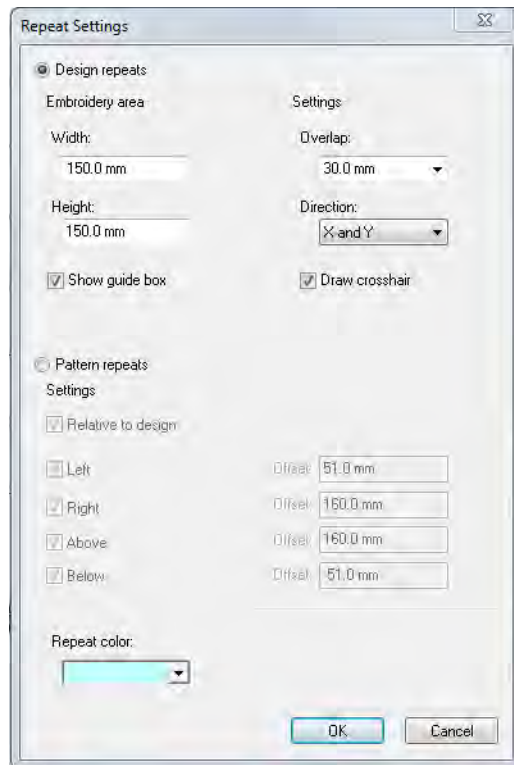 Repeat Settings
Design repeats
Embroidery area
Settings
Width:
Overlap:
150.0 mm
30.0 mm
Height:
Direction:
150.0 mm
X and Y
Show guide box
Draw crosshair
Pattern repeats
Settings
Relative to design
Left
Offset
51.0 mm
Right
Offset
160.0 mm
Above
Offset
160.0 mm
Below
Offset
51.0 mm
Repeat color:
OK
Cancel